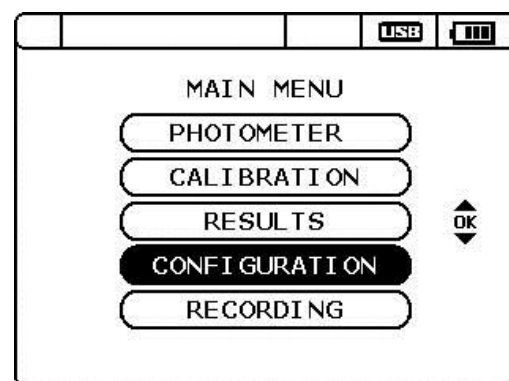 USB
MAIN MENU
PHOTOMETER
CALIBRATION
RESULTS
OK
CONFIGURATION
RECORDING